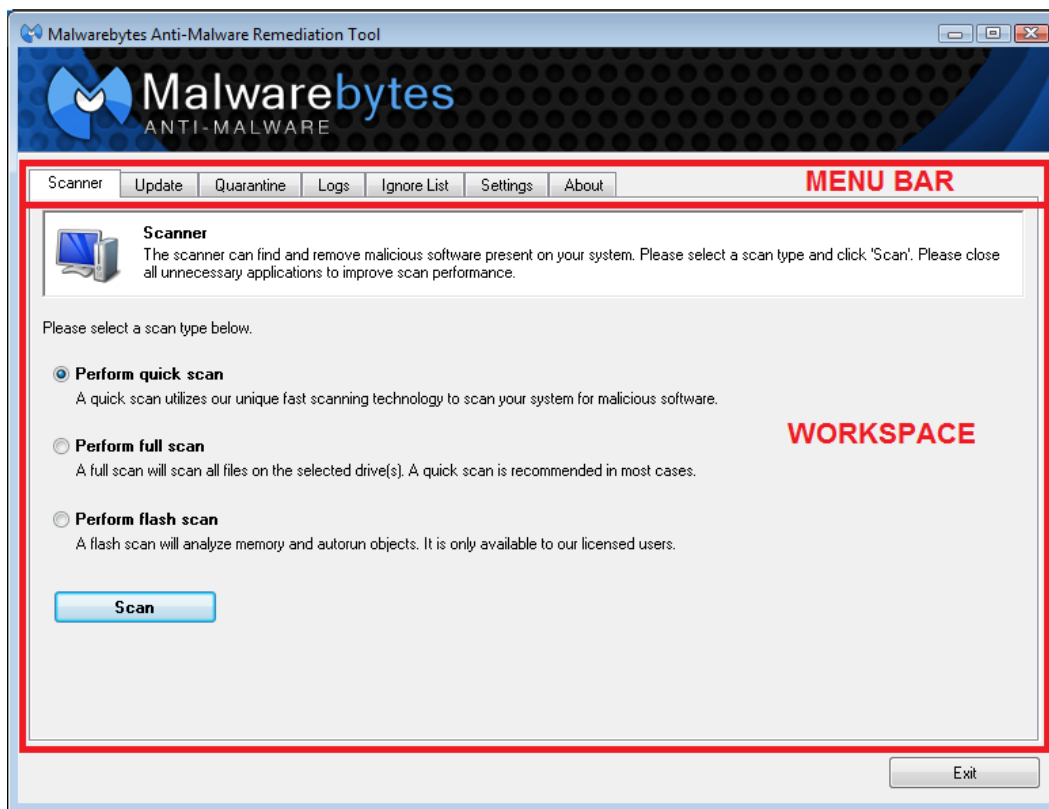 Malwarebytes Anti-Malware Remediation Tool
Malwarebytes
ANTI-MALWARE
Scanner Update Quarantine Logs Ignore List Settings About MENU BAR
Scanner
The scanner can find and remove malicious software present on your system. Please select a scan type and click 'Scan'. Please close
all unnecessary applications to improve scan performance.
Please select a scan type below.
Perform quick scan
A quick scan utilizes our unique fast scanning technology to scan your system for malicious software.
WORKSPACE
Perform full scan
A full scan will scan all files on the selected drive(s). A quick scan is recommended in most cases.
Perform flash scan
A flash scan will analyze memory and autorun objects. It is only available to our licensed users.
Scan
Exit